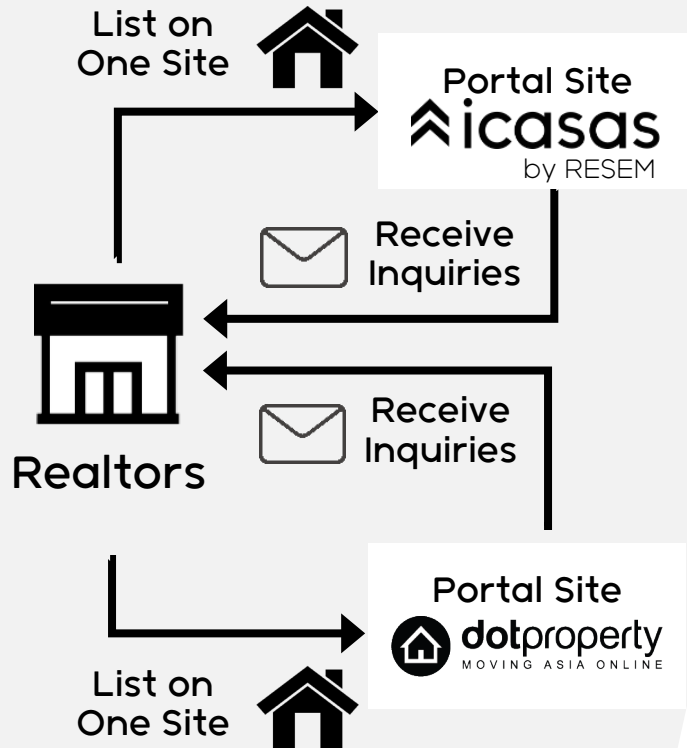 List on
One Site
Portal Site
icasas
by RESEM
Receive
Inquiries
Receive
Inquiries
Realtors
Portal Site
dotproperty
MOVING ASIA ONLINE
List on
One Site